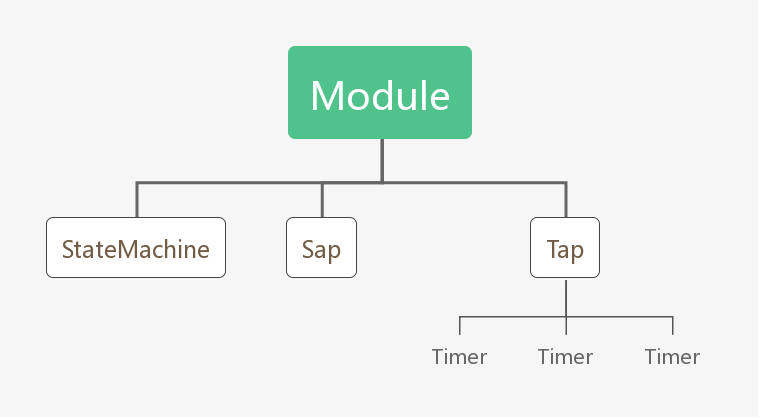 Module
StateMachine
Sap
Tap
Timer
Timer
Timer